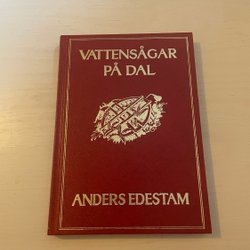 VATTENSÅGAR
PÅ DAL
ANDERS EDESTAM